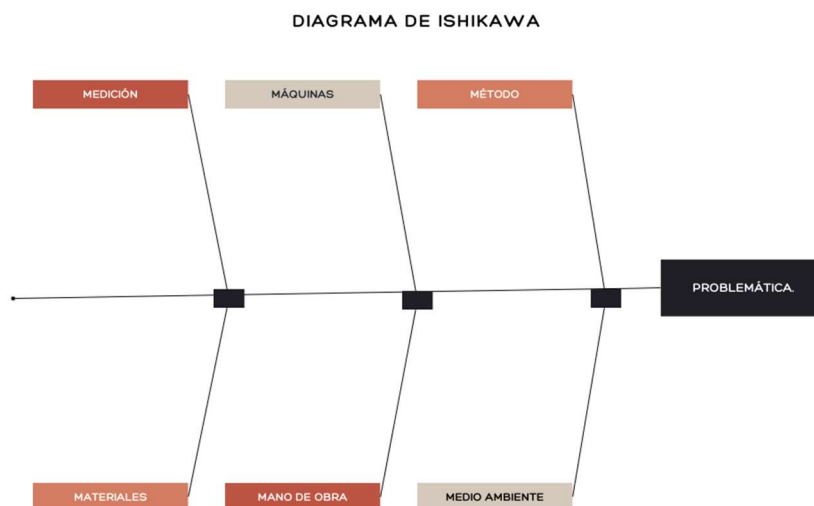 DIAGRAMA DE ISHIKAWA
MEDICIÓN
MÁQUINAS
MÉTODO
PROBLEMÁTICA.
MATERIALES
MANO DE OBRA
MEDIO AMBIENTE